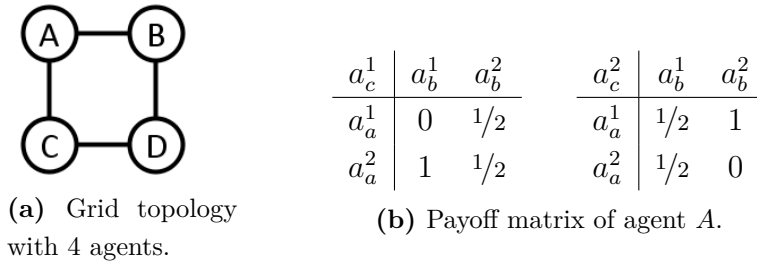 A B
C D
(a) Grid topology
with 4 agents.
a_c^1 a_b^1 a_b^2
a_a^1 0 1/2
a_a^2 1 1/2
a_c^2 a_b^1 a_b^2
a_a^1 1/2 1
a_a^2 1/2 0
(b) Payoff matrix of agent A.